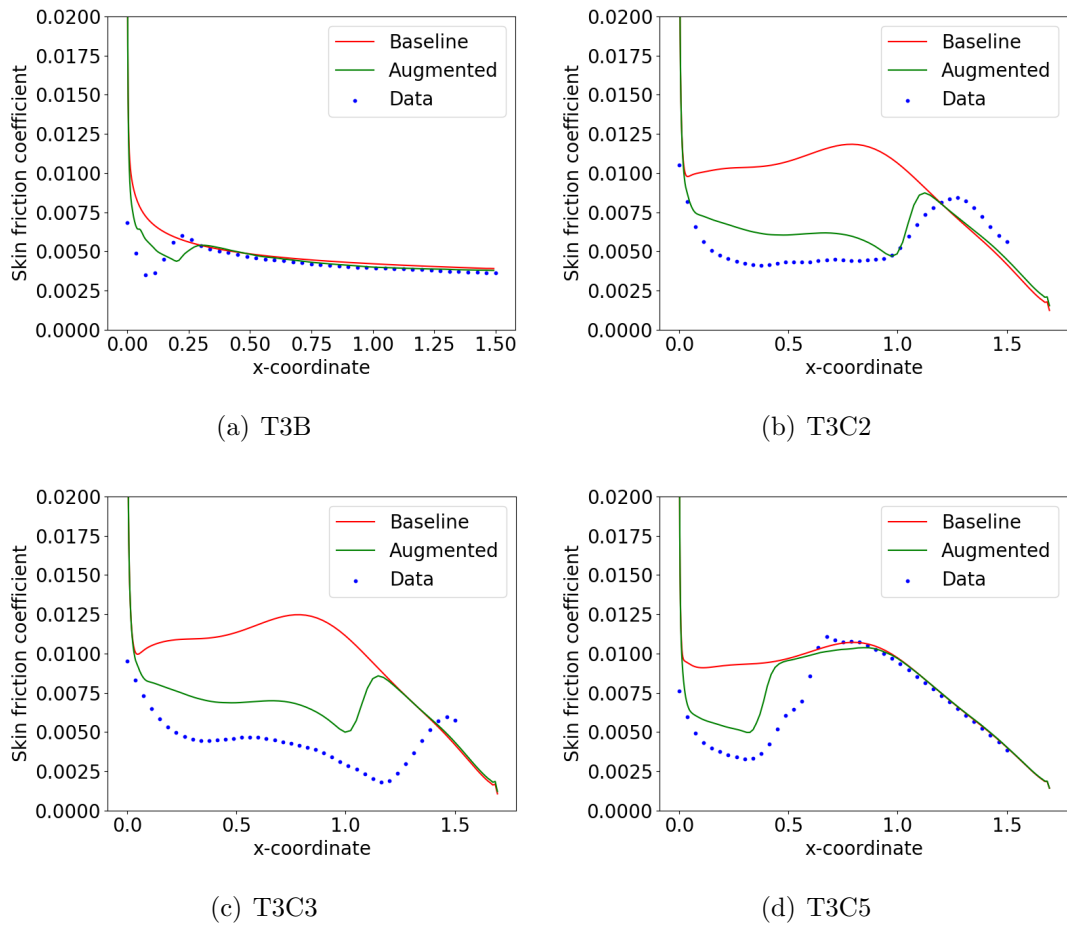 Skin friction coefficient
0.0200
0.0175
0.0150
0.0125
0.0100
0.0075
0.0050
0.0025
0.0000
Baseline
Augmented
Data
0.00 0.25 0.50 0.75 1.00 1.25 1.50
x-coordinate
(a) T3B
Skin friction coefficient
0.0200
0.0175
0.0150
0.0125
0.0100
0.0075
0.0050
0.0025
0.0000
Baseline
Augmented
Data
0.0 0.5 1.0 1.5
x-coordinate
(b) T3C2
Skin friction coefficient
0.0200
0.0175
0.0150
0.0125
0.0100
0.0075
0.0050
0.0025
0.0000
Baseline
Augmented
Data
0.0 0.5 1.0 1.5
x-coordinate
(c) T3C3
Skin friction coefficient
0.0200
0.0175
0.0150
0.0125
0.0100
0.0075
0.0050
0.0025
0.0000
Baseline
Augmented
Data
0.0 0.5 1.0 1.5
x-coordinate
(d) T3C5